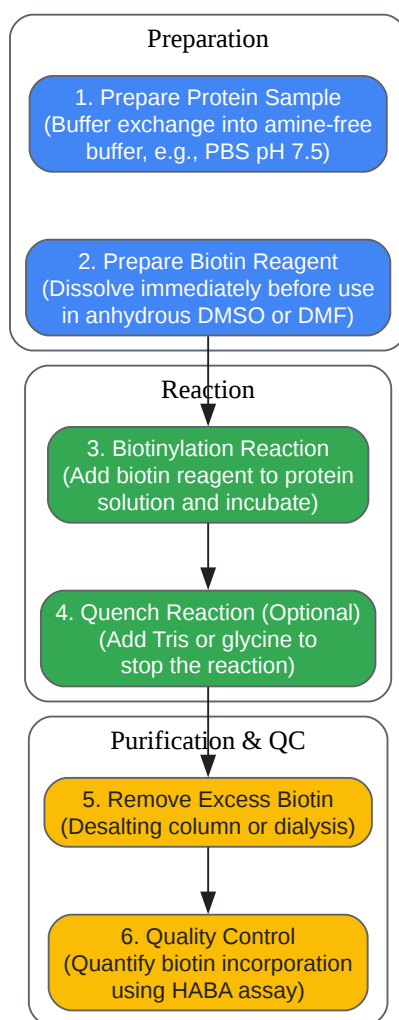 Preparation
1. Prepare Protein Sample
(Buffer exchange into amine-free
buffer, e.g., PBS pH 7.5)
2. Prepare Biotin Reagent
(Dissolve immediately before use
in anhydrous DMSO or DMF)
Reaction
3. Biotinylation Reaction
(Add biotin reagent to protein
solution and incubate)
4. Quench Reaction (Optional)
(Add Tris or glycine to
stop the reaction)
Purification & QC
5. Remove Excess Biotin
(Desalting column or dialysis)
6. Quality Control
(Quantify biotin incorporation
using HABA assay)